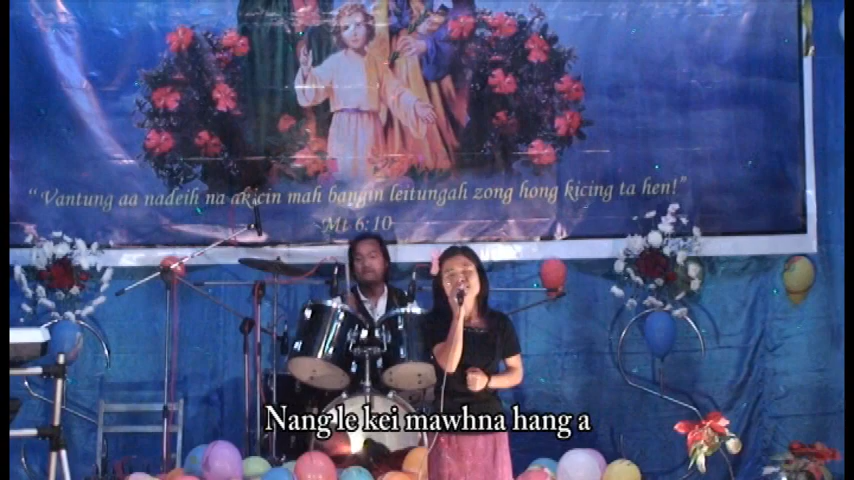 “Vantung aa nadeih na akicin mah bangin leitungah zong hong kicing ta hen!”
Mt 6:10
Nang le kei mawhna hang a